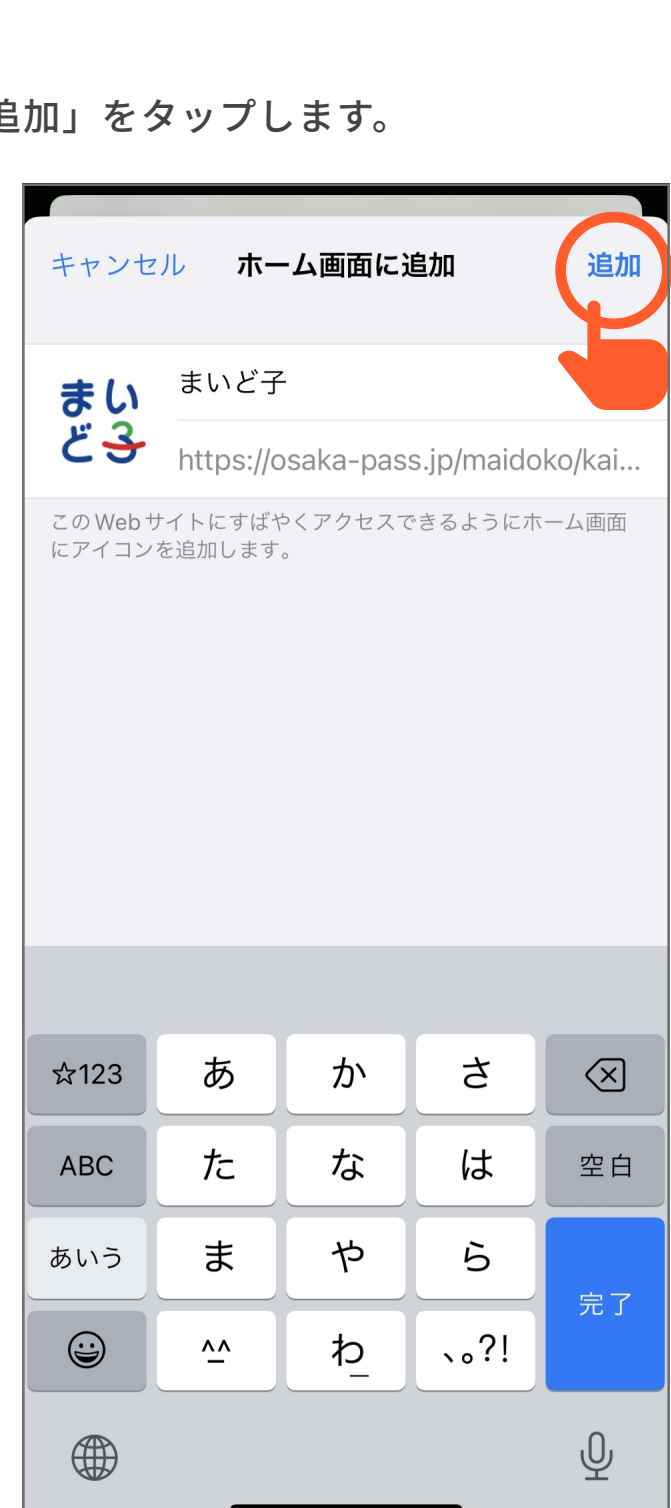 追加」をタップします。
キャンセル ホーム画面に追加 追加
まい
ど子
まいど子
https://osaka-pass.jp/maidoko/kai...
このWebサイトにすばやくアクセスできるようにホーム画面
にアイコンを追加します。
☆123 あ か さ
ABC た な は 空白
あいう ま や ら
完了
^^ わ 、。?!